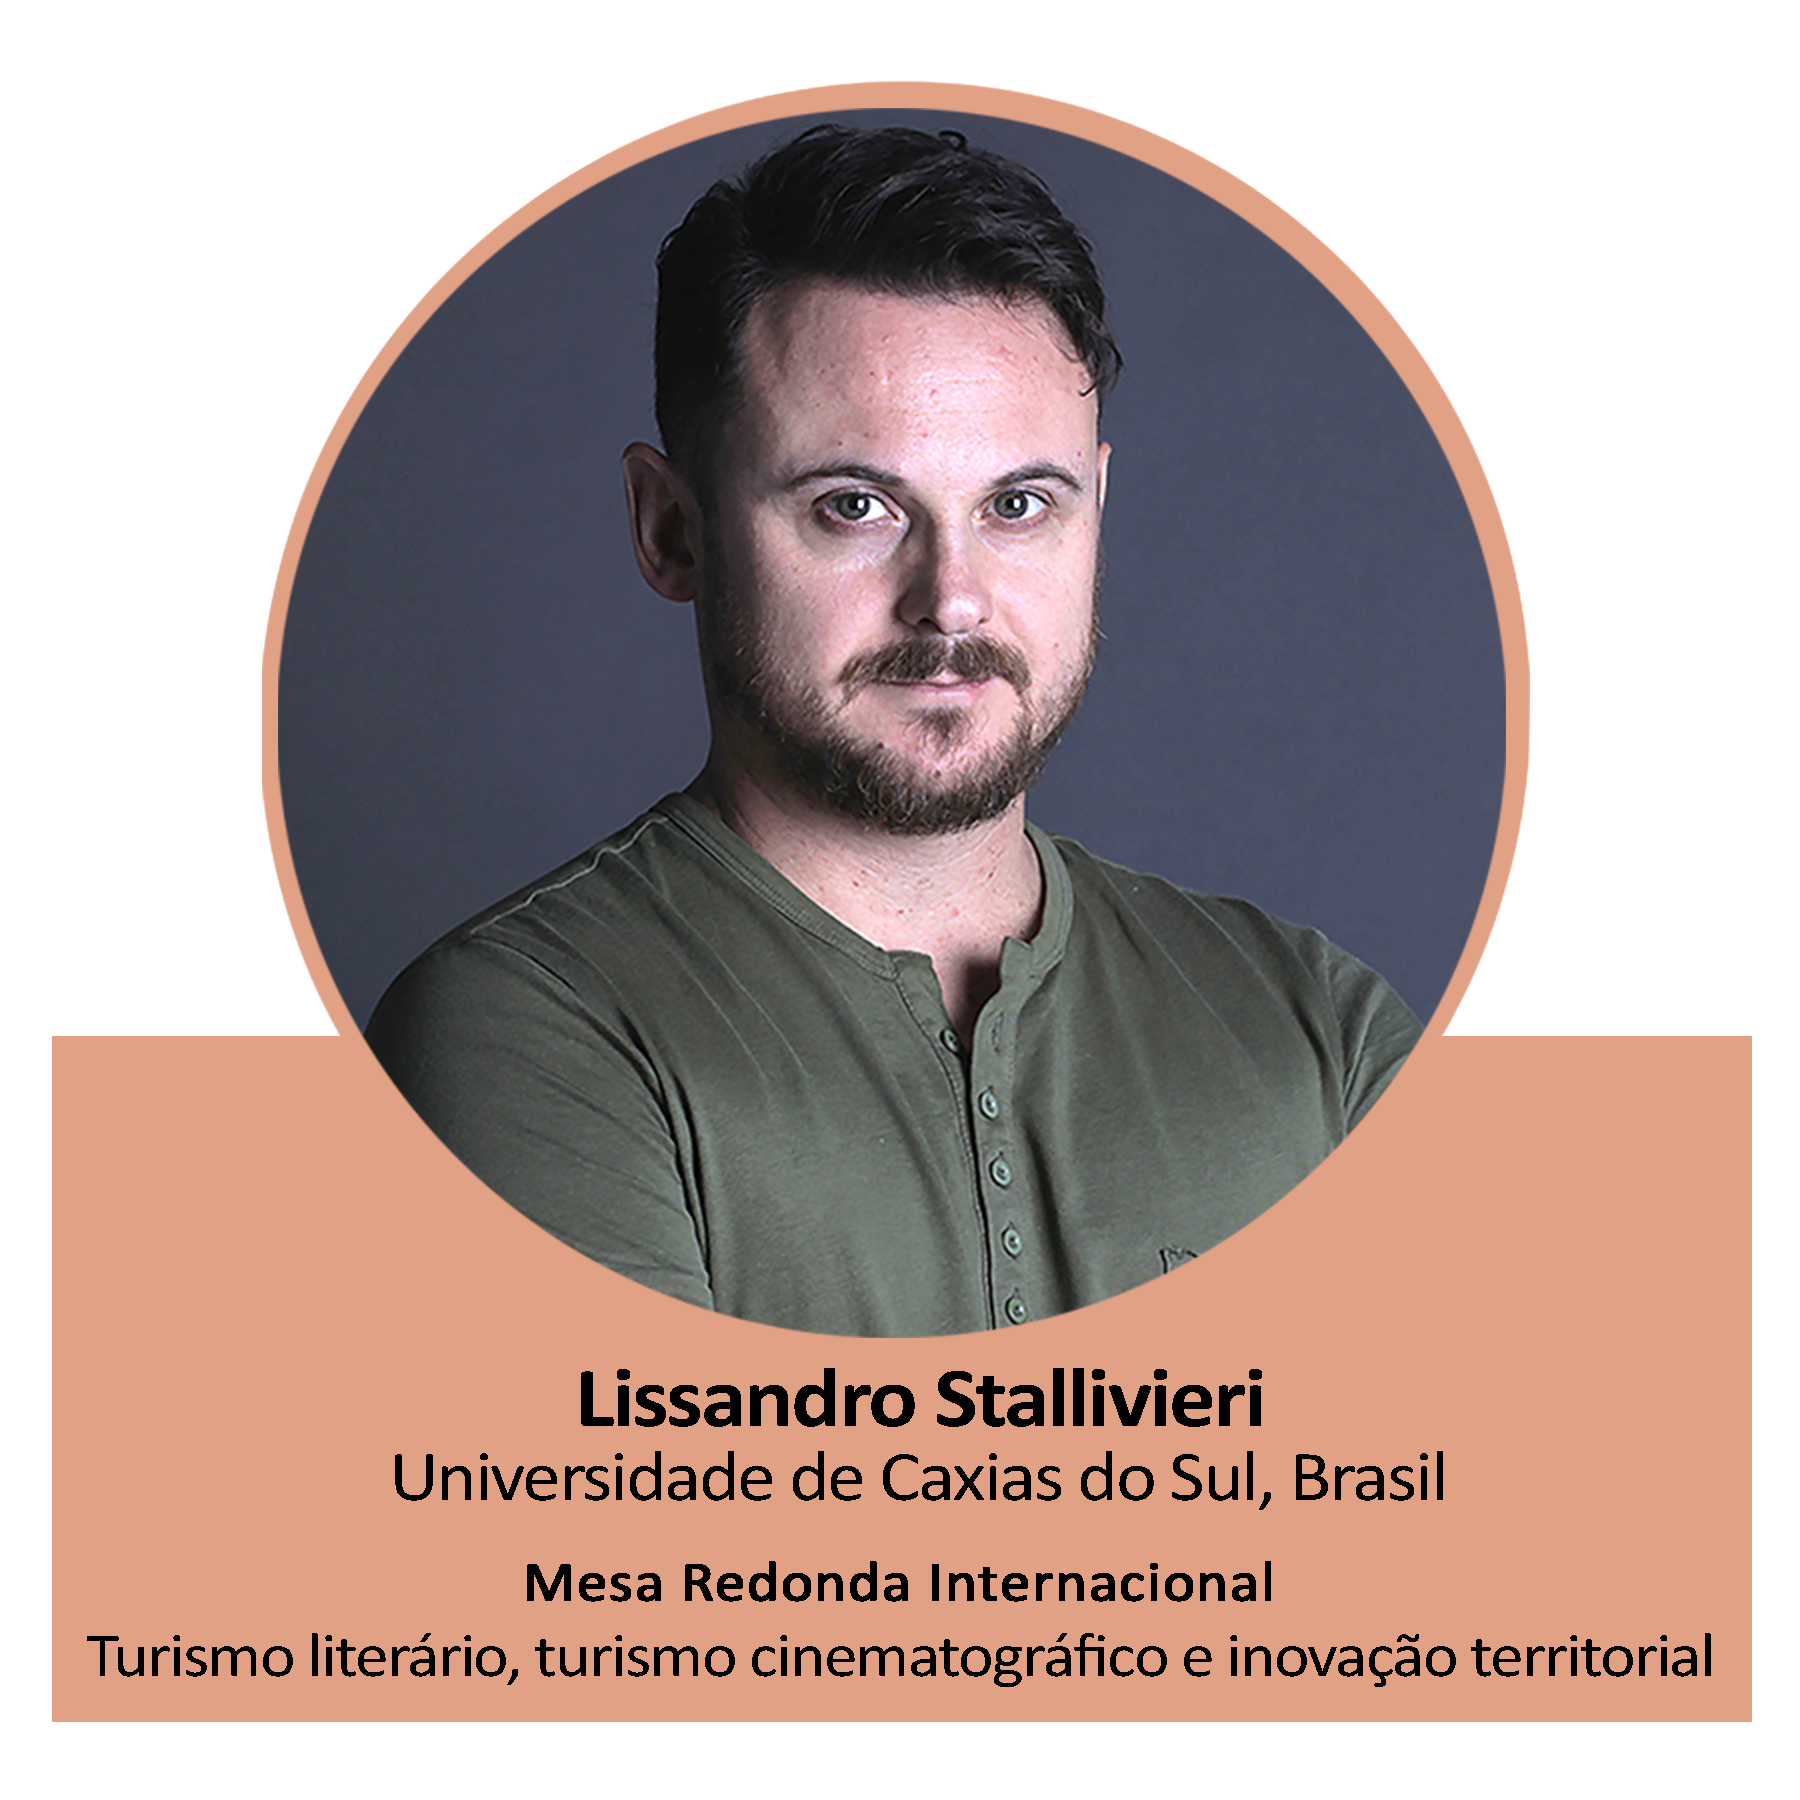 Lissandro Stallivieri
Universidade de Caxias do Sul, Brasil
Mesa Redonda Internacional
Turismo literário, turismo cinematográfico e inovação territorial